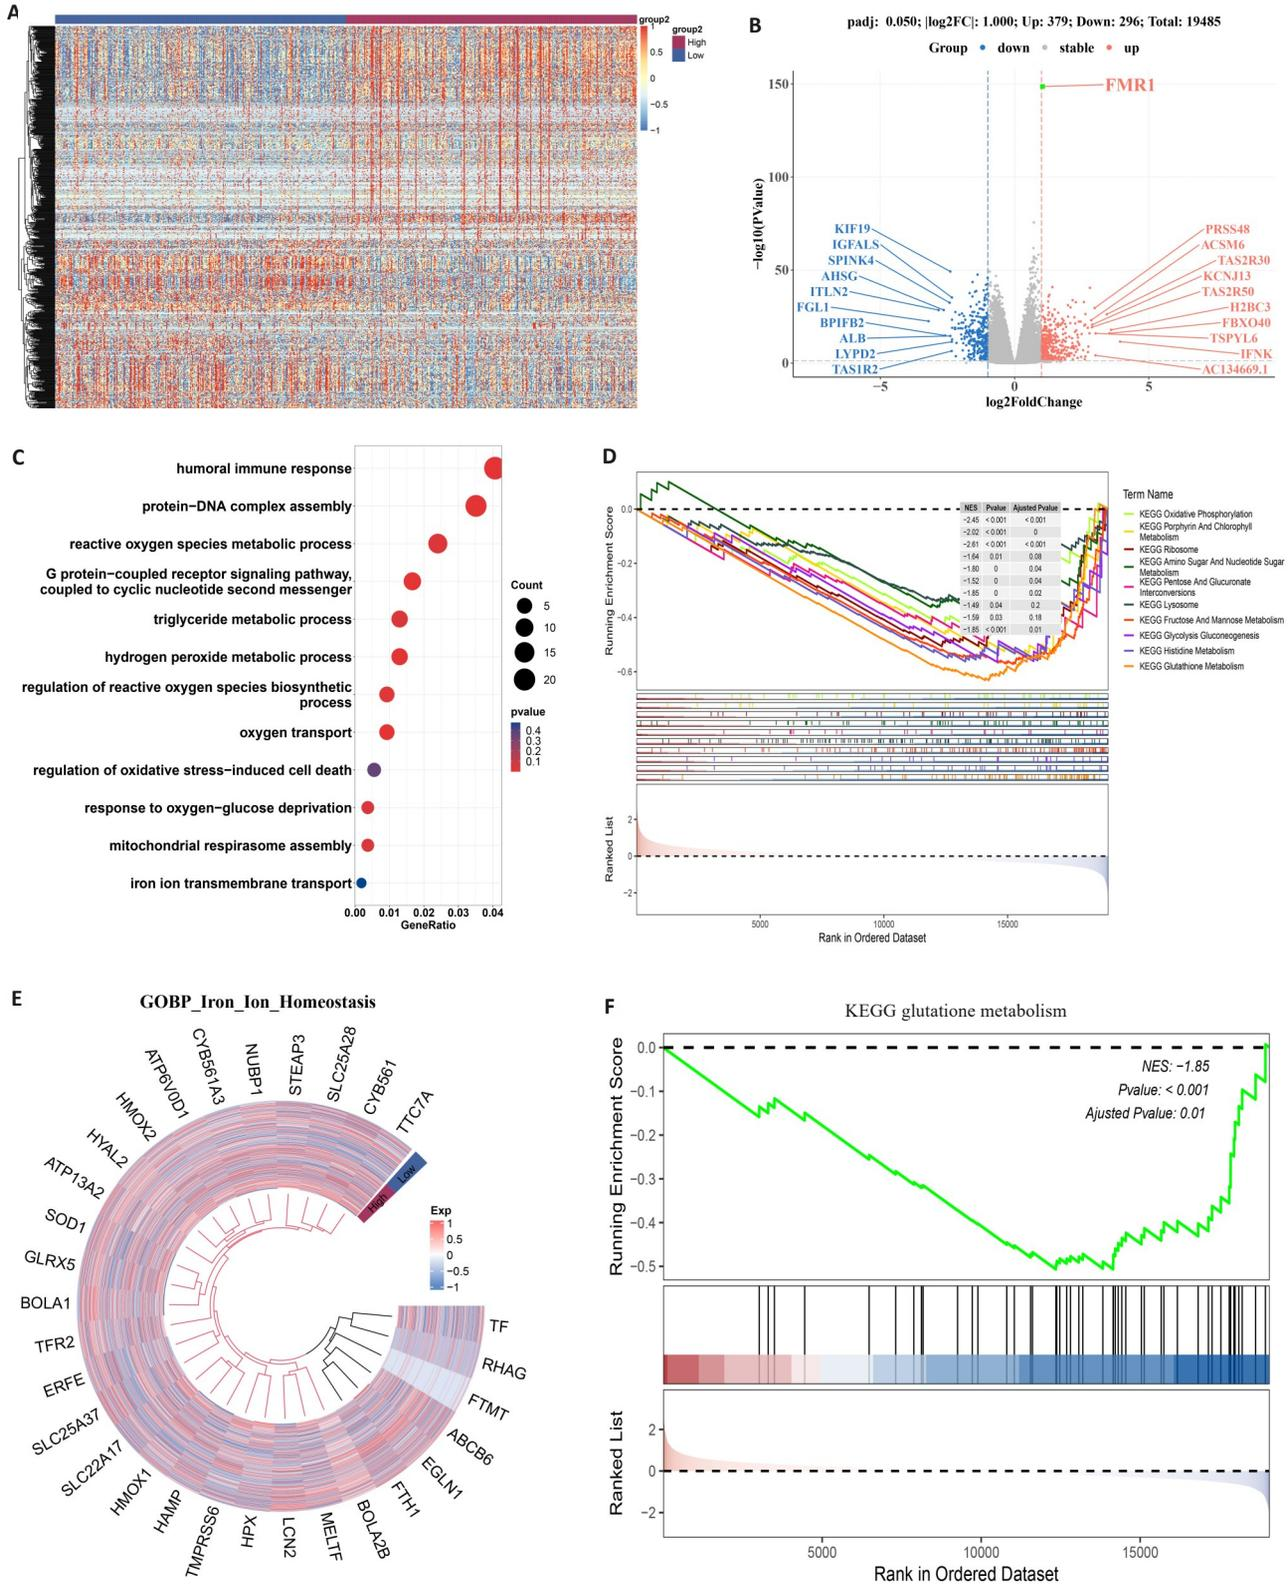 A
group2
1
0.5
0
−0.5
−1
group2
High
Low
B
padj: 0.050; |log2FC|: 1.000; Up: 379; Down: 296; Total: 19485
Group down stable up
150
100
50
0
−log10(PValue)
FMR1
KIF19
IGFALS
SPINK4
AHSG
ITLN2
FGL1
BPIFB2
ALB
LYPD2
TAS1R2
PRSS48
ACSM6
TAS2R30
KCNJ13
TAS2R50
H2BC3
FBXO40
TSPYL6
IFNK
AC134669.1
−5 0 5
log2FoldChange
C
humoral immune response
protein−DNA complex assembly
reactive oxygen species metabolic process
G protein−coupled receptor signaling pathway,
coupled to cyclic nucleotide second messenger
triglyceride metabolic process
hydrogen peroxide metabolic process
regulation of reactive oxygen species biosynthetic
process
oxygen transport
regulation of oxidative stress−induced cell death
response to oxygen−glucose deprivation
mitochondrial respirasome assembly
iron ion transmembrane transport
0.00 0.01 0.02 0.03 0.04
GeneRatio
Count
5
10
15
20
pvalue
0.4
0.3
0.2
0.1
D
Running Enrichment Score
0.0
−0.2
−0.4
−0.6
NES Pvalue Ajusted Pvalue
−2.45 < 0.001 < 0.001
−2.02 < 0.001 0
−2.61 < 0.001 < 0.001
−1.64 0.01 0.08
−1.80 0 0.04
−1.52 0 0.04
−1.85 0 0.02
−1.49 0.04 0.2
−1.59 0.03 0.18
−1.85 < 0.001 0.01
Term Name
KEGG Oxidative Phosphorylation
KEGG Porphyrin And Chlorophyll
Metabolism
KEGG Ribosome
KEGG Amino Sugar And Nucleotide Sugar
Metabolism
KEGG Pentose And Glucuronate
Interconversions
KEGG Lysosome
KEGG Fructose And Mannose Metabolism
KEGG Glycolysis Gluconeogenesis
KEGG Histidine Metabolism
KEGG Glutathione Metabolism
Ranked List
2
0
−2
5000 10000 15000
Rank in Ordered Dataset
E
GOBP_Iron_Ion_Homeostasis
TTC7A
CYB561
SLC25A28
STEAP3
NUBP1
CYB561A3
ATP6V0D1
HMOX2
HYAL2
ATP13A2
SOD1
GLRX5
BOLA1
TFR2
ERFE
SLC25A37
SLC22A17
HMOX1
HAMP
TMPRSS6
HPX
LCN2
MELTF
BOLA2B
FTH1
EGLN1
ABCB6
FTMT
RHAG
TF
High
Low
Exp
1
0.5
0
−0.5
−1
F
KEGG glutatione metabolism
Running Enrichment Score
0.0
−0.1
−0.2
−0.3
−0.4
−0.5
NES: −1.85
Pvalue: < 0.001
Ajusted Pvalue: 0.01
Ranked List
2
0
−2
5000 10000 15000
Rank in Ordered Dataset